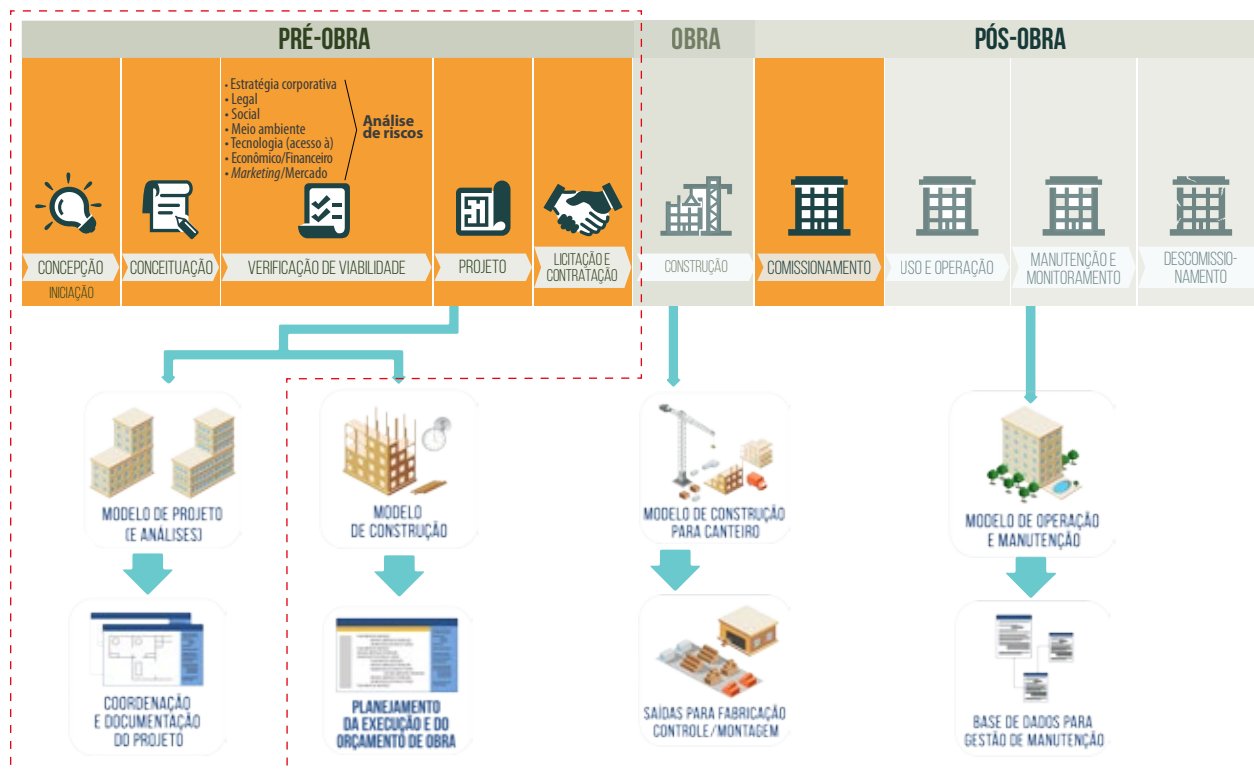 PRÉ-OBRA
OBRA
PÓS-OBRA
• Estratégia corporativa
• Legal
• Social
• Meio ambiente
• Tecnologia (acesso à)
• Econômico/Financeiro
• Marketing/Mercado
Análise
de riscos
CONCEPÇÃO
INICIAÇÃO
CONCEITUAÇÃO
VERIFICAÇÃO DE VIABILIDADE
PROJETO
LICITAÇÃO E
CONTRATAÇÃO
CONSTRUÇÃO
COMISSIONAMENTO
USO E OPERAÇÃO
MANUTENÇÃO E
MONITORAMENTO
DESCOMISSIO-
NAMENTO
MODELO DE PROJETO
(E ANÁLISES)
MODELO
DE CONSTRUÇÃO
MODELO DE CONSTRUÇÃO
PARA CANTEIRO
MODELO DE OPERAÇÃO
E MANUTENÇÃO
COORDENAÇÃO
E DOCUMENTAÇÃO
DO PROJETO
PLANEJAMENTO
DA EXECUÇÃO E DO
ORÇAMENTO DE OBRA
SAÍDAS PARA FABRICAÇÃO
CONTROLE/MONTAGEM
BASE DE DADOS PARA
GESTÃO DE MANUTENÇÃO